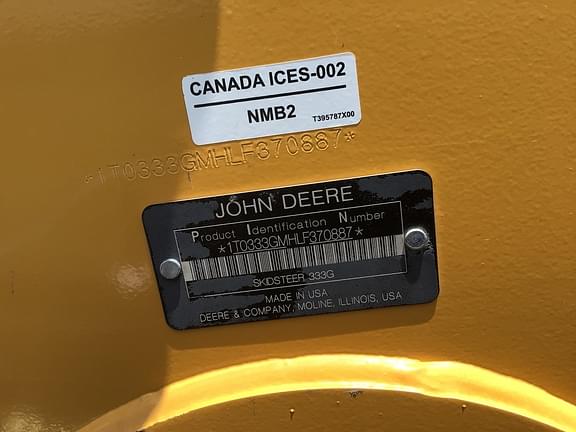 CANADA ICES-002
NMB2 T395787X00
*1T0333GMHLF370887*
JOHN DEERE
Product Identification Number
*1T0333GMHLF370887*
SKIDSTEER 333G
MADE IN USA
DEERE & COMPANY, MOLINE, ILLINOIS, USA